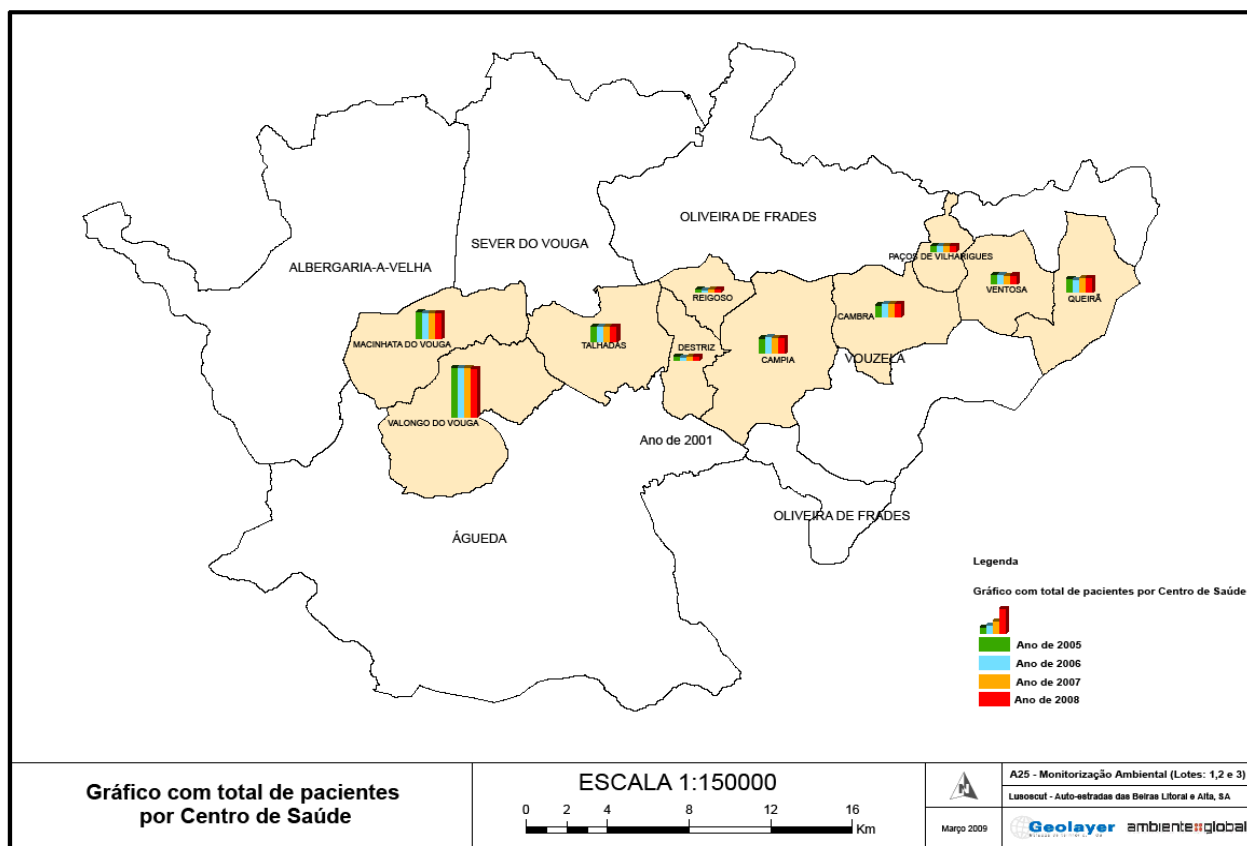 OLIVEIRA DE FRADES
SEVER DO VOUGA
ALBERGARIA-A-VELHA
PAÇOS DE VILHARIGUES
VENTOSA
QUEIRÃ
REIGOSO
CAMBRA
MACINHATA DO VOUGA
TALHADAS
DESTRIZ
CAMPIA
VOUZELA
VALONGO DO VOUGA
Ano de 2001
OLIVEIRA DE FRADES
ÁGUEDA
Legenda
Gráfico com total de pacientes por Centro de Saúde
Ano de 2005
Ano de 2006
Ano de 2007
Ano de 2008
Gráfico com total de pacientes
por Centro de Saúde
ESCALA 1:150000
0 2 4 8 12 16
Km
Março 2009
A25 - Monitorização Ambiental (Lotes: 1,2 e 3)
Lusoscut - Auto-estradas das Beiras Litoral e Alta, SA
Geolayer
ambiente global